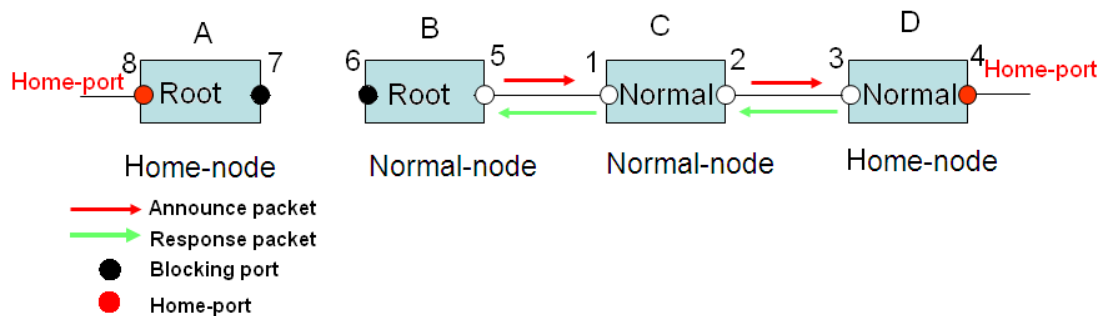 A
B
C
D
8
7
6
5
1
2
3
4
Home-port
Home-port
Root
Root
Normal
Normal
Home-node
Normal-node
Normal-node
Home-node
Announce packet
Response packet
Blocking port
Home-port